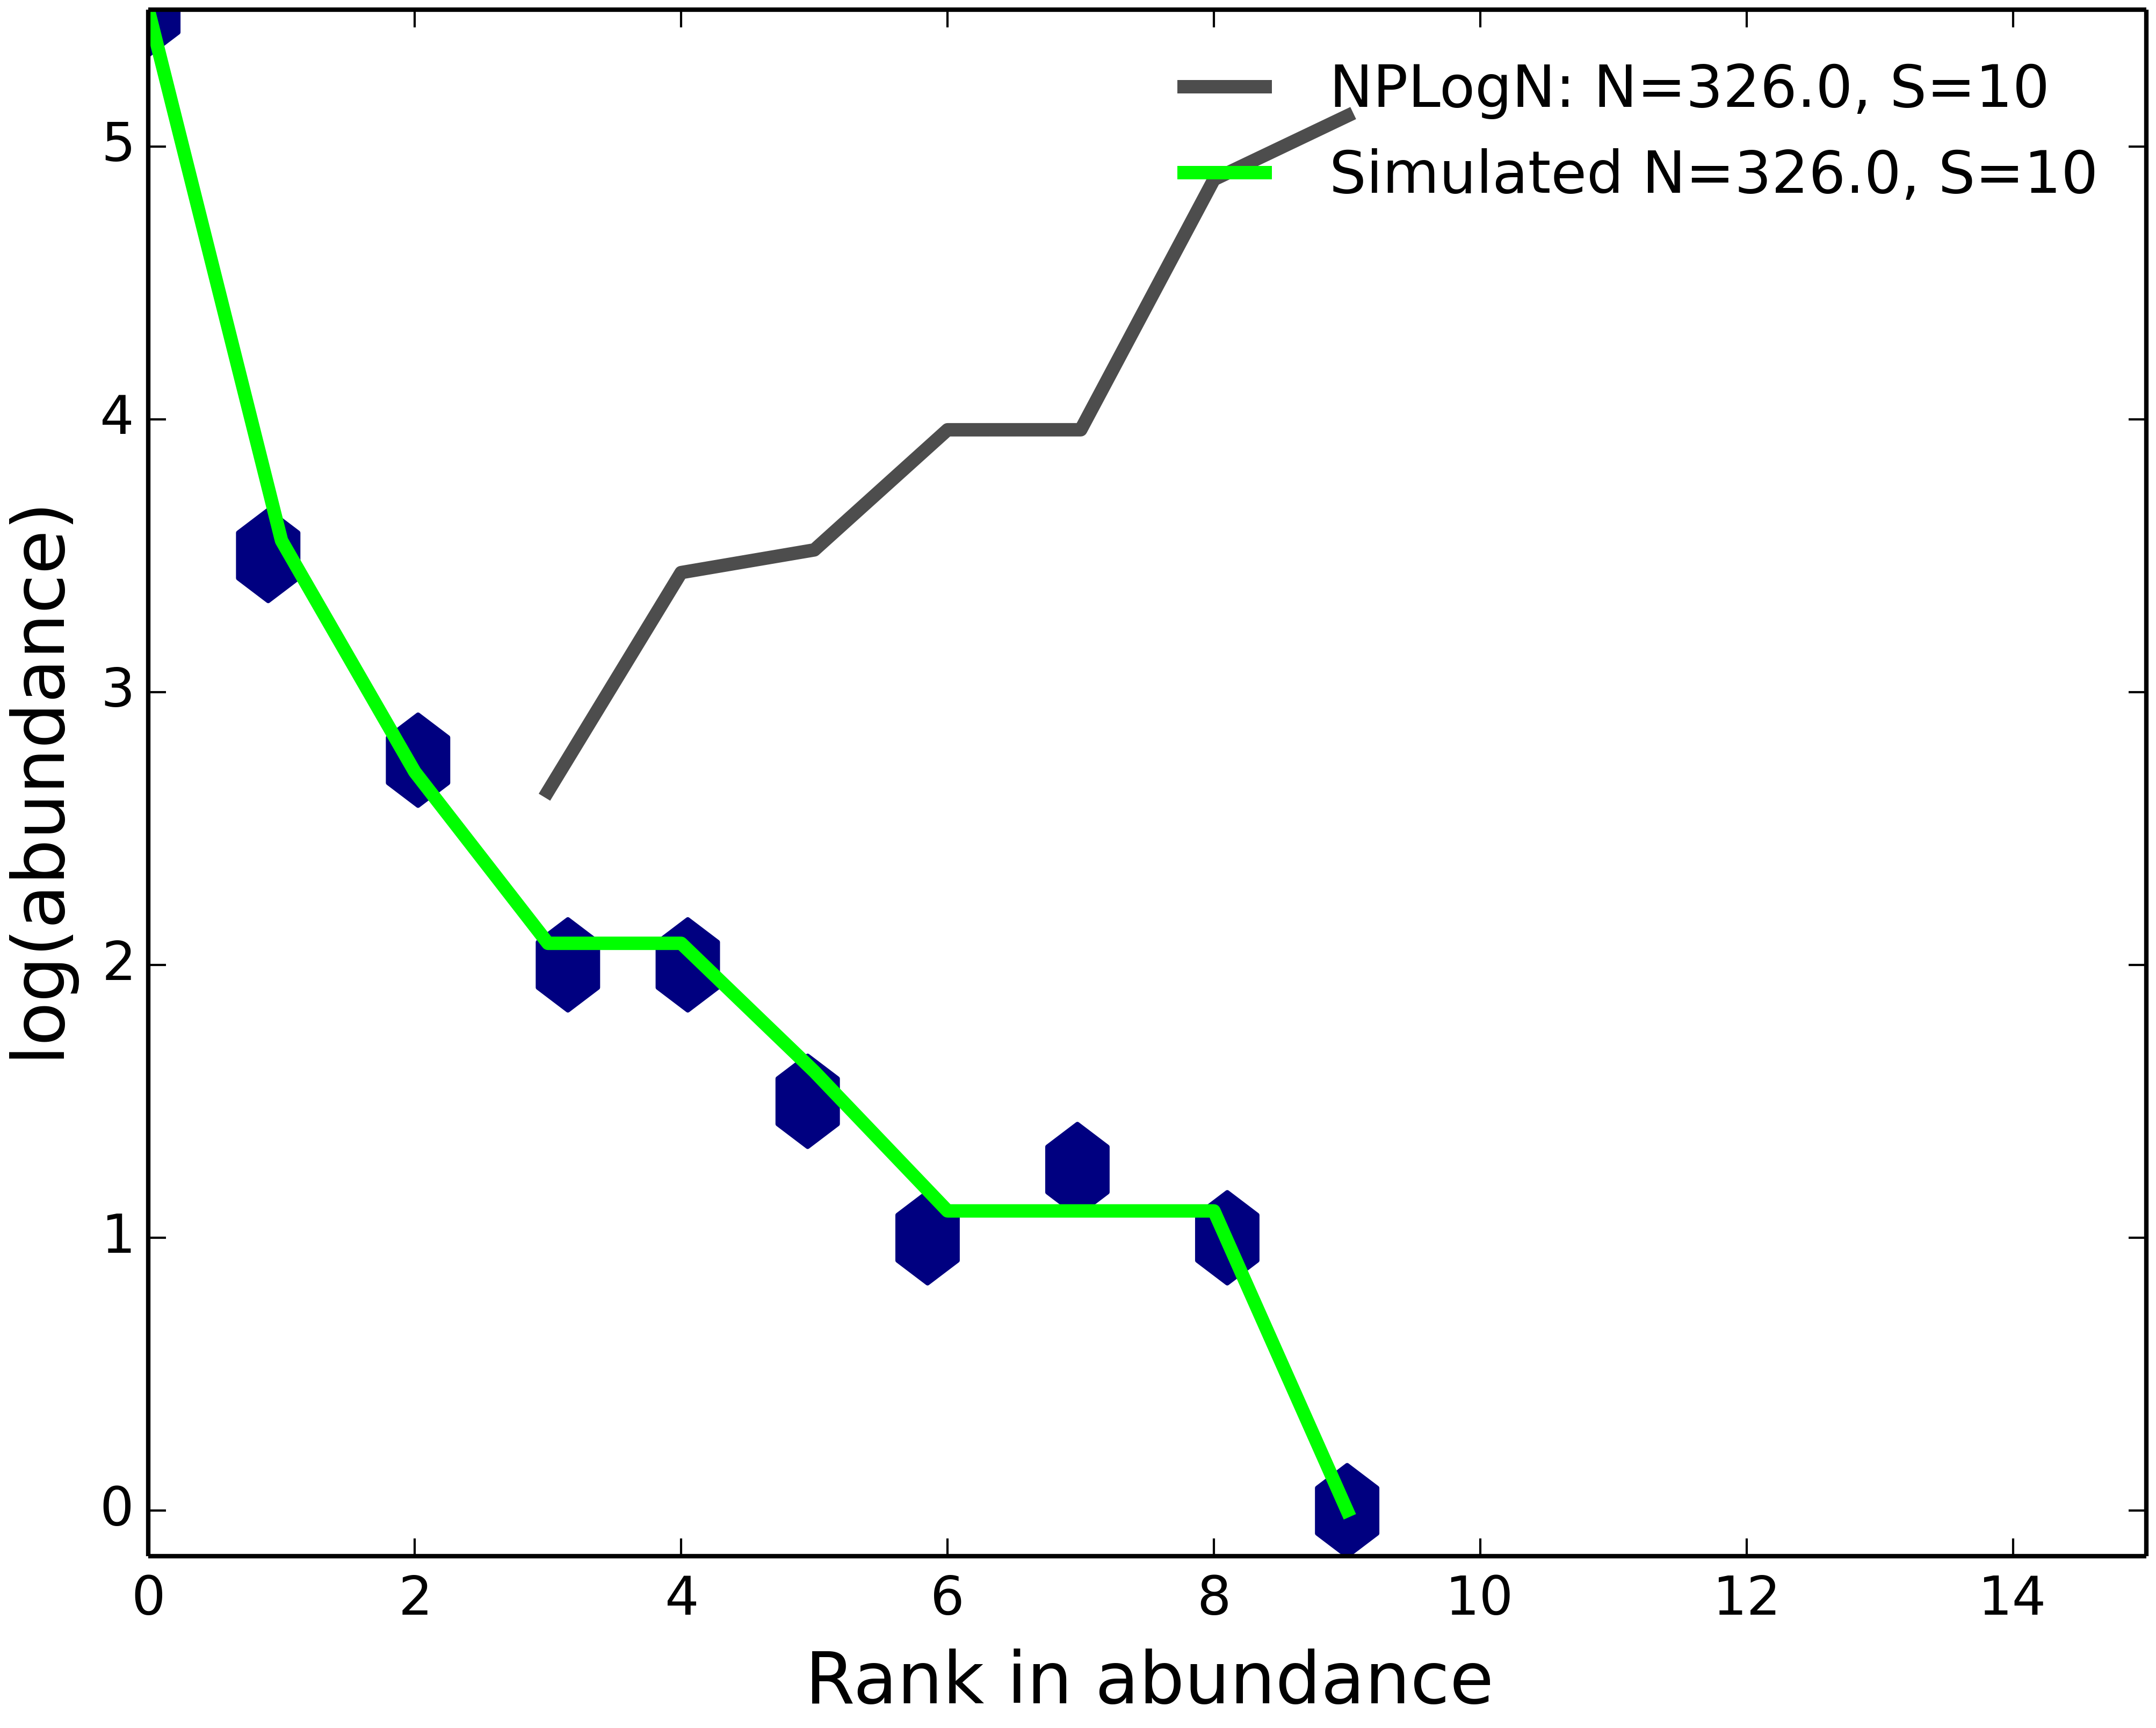 NPLogN: N=326.0, S=10
Simulated N=326.0, S=10
5
4
3
2
1
0
log(abundance)
0 2 4 6 8 10 12 14
Rank in abundance